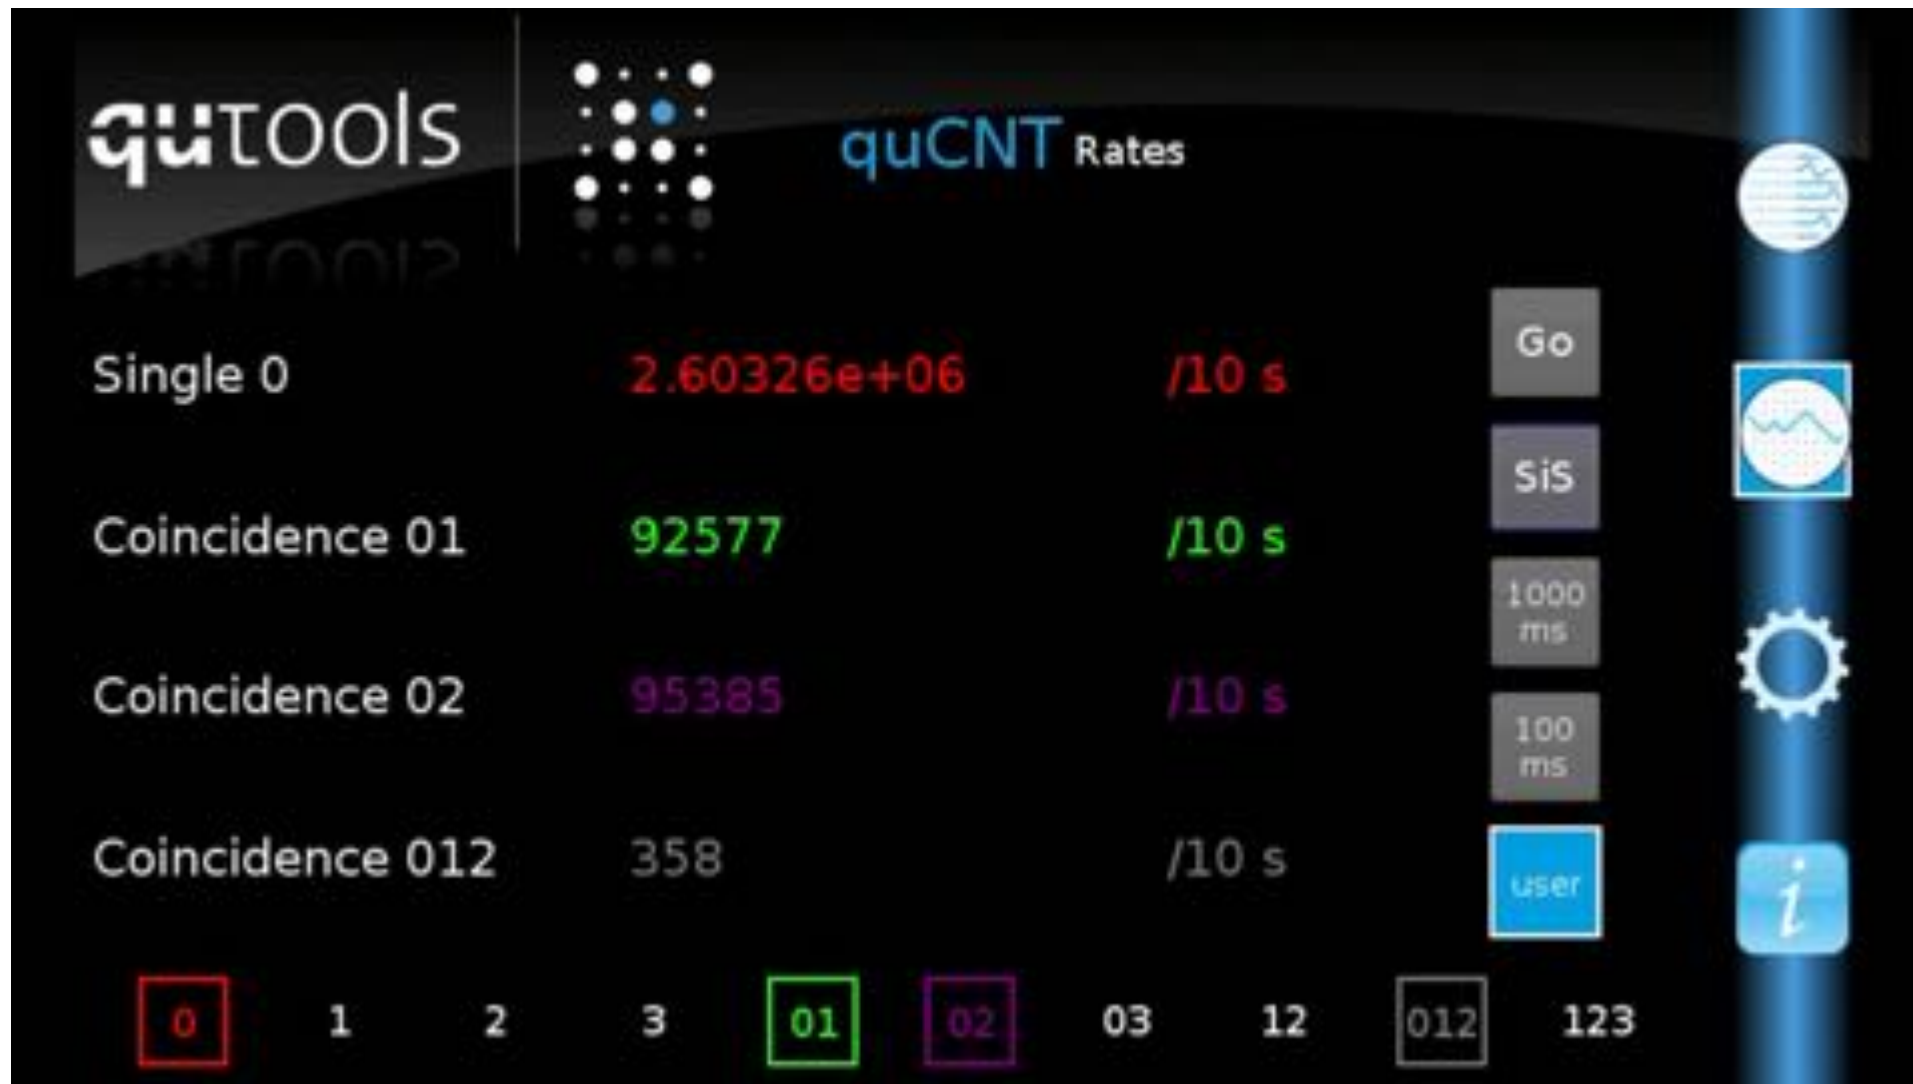 qutools
quCNT Rates
Go
Single 0 2.60326e+06 /10 s
SiS
Coincidence 01 92577 /10 s
1000
ms
Coincidence 02 95385 /10 s
100
ms
Coincidence 012 358 /10 s
user
i
0 1 2 3 01 02 03 12 012 123